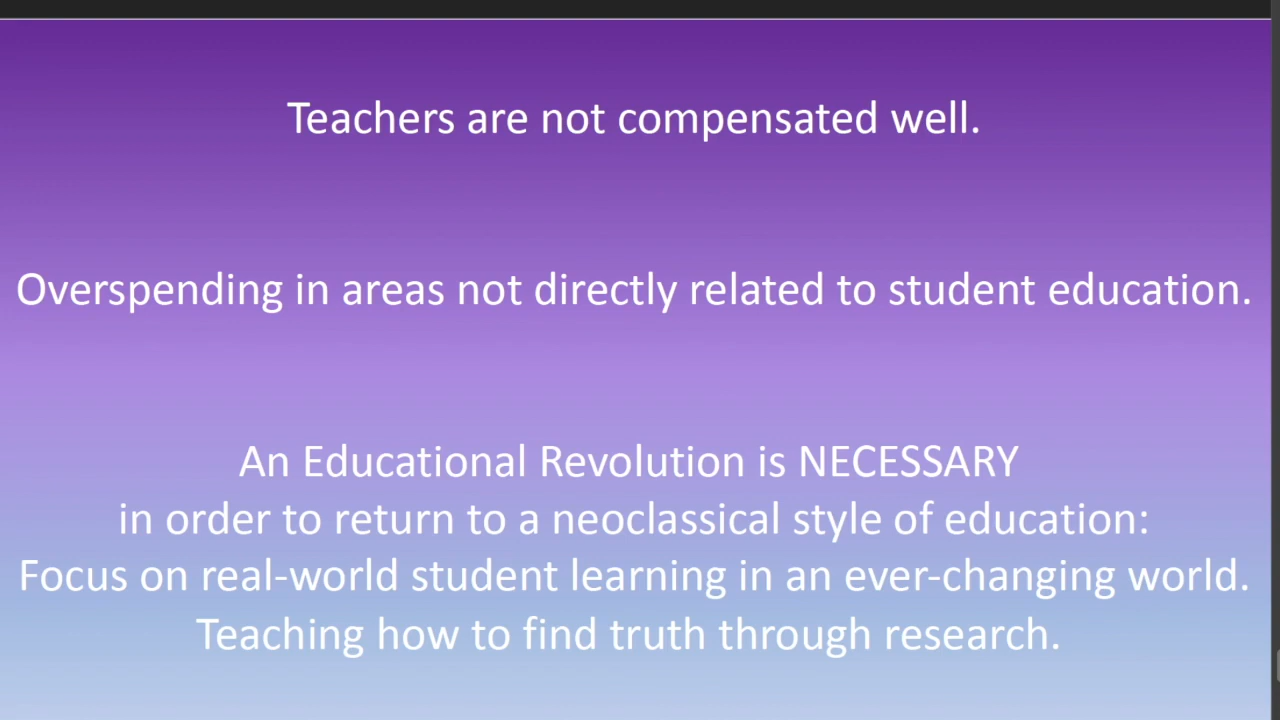 Teachers are not compensated well.
Overspending in areas not directly related to student education.
An Educational Revolution is NECESSARY
in order to return to a neoclassical style of education:
Focus on real-world student learning in an ever-changing world.
Teaching how to find truth through research.